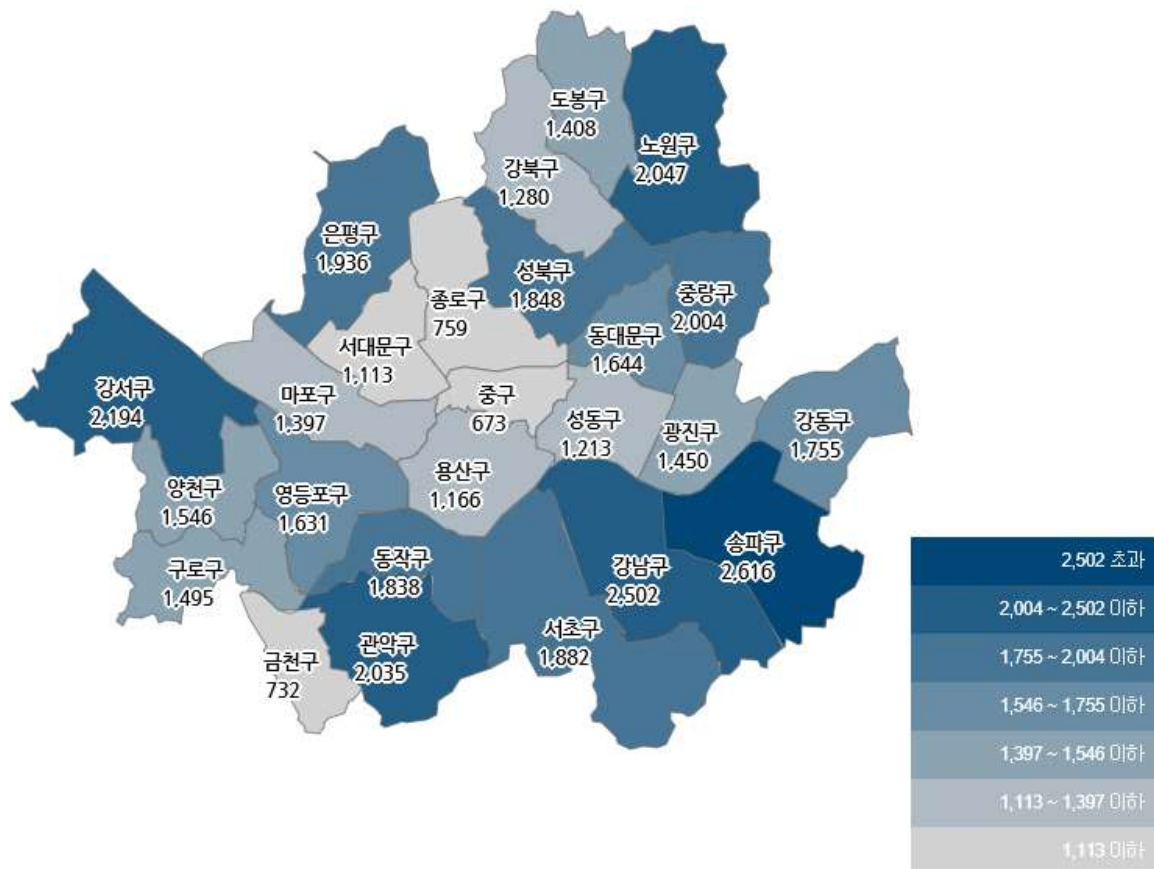 도봉구
1,408
노원구
2,047
강북구
1,280
은평구
1,936
성북구
1,848
중랑구
2,004
종로구
759
동대문구
1,644
서대문구
1,113
강서구
2,194
마포구
1,397
중구
673
성동구
1,213
광진구
1,450
강동구
1,755
용산구
1,166
양천구
1,546
영등포구
1,631
구로구
1,495
동작구
1,838
강남구
2,502
송파구
2,616
서초구
1,882
관악구
2,035
금천구
732
2,502 초과
2,004 ~ 2,502 이하
1,755 ~ 2,004 이하
1,546 ~ 1,755 이하
1,397 ~ 1,546 이하
1,113 ~ 1,397 이하
1,113 이하